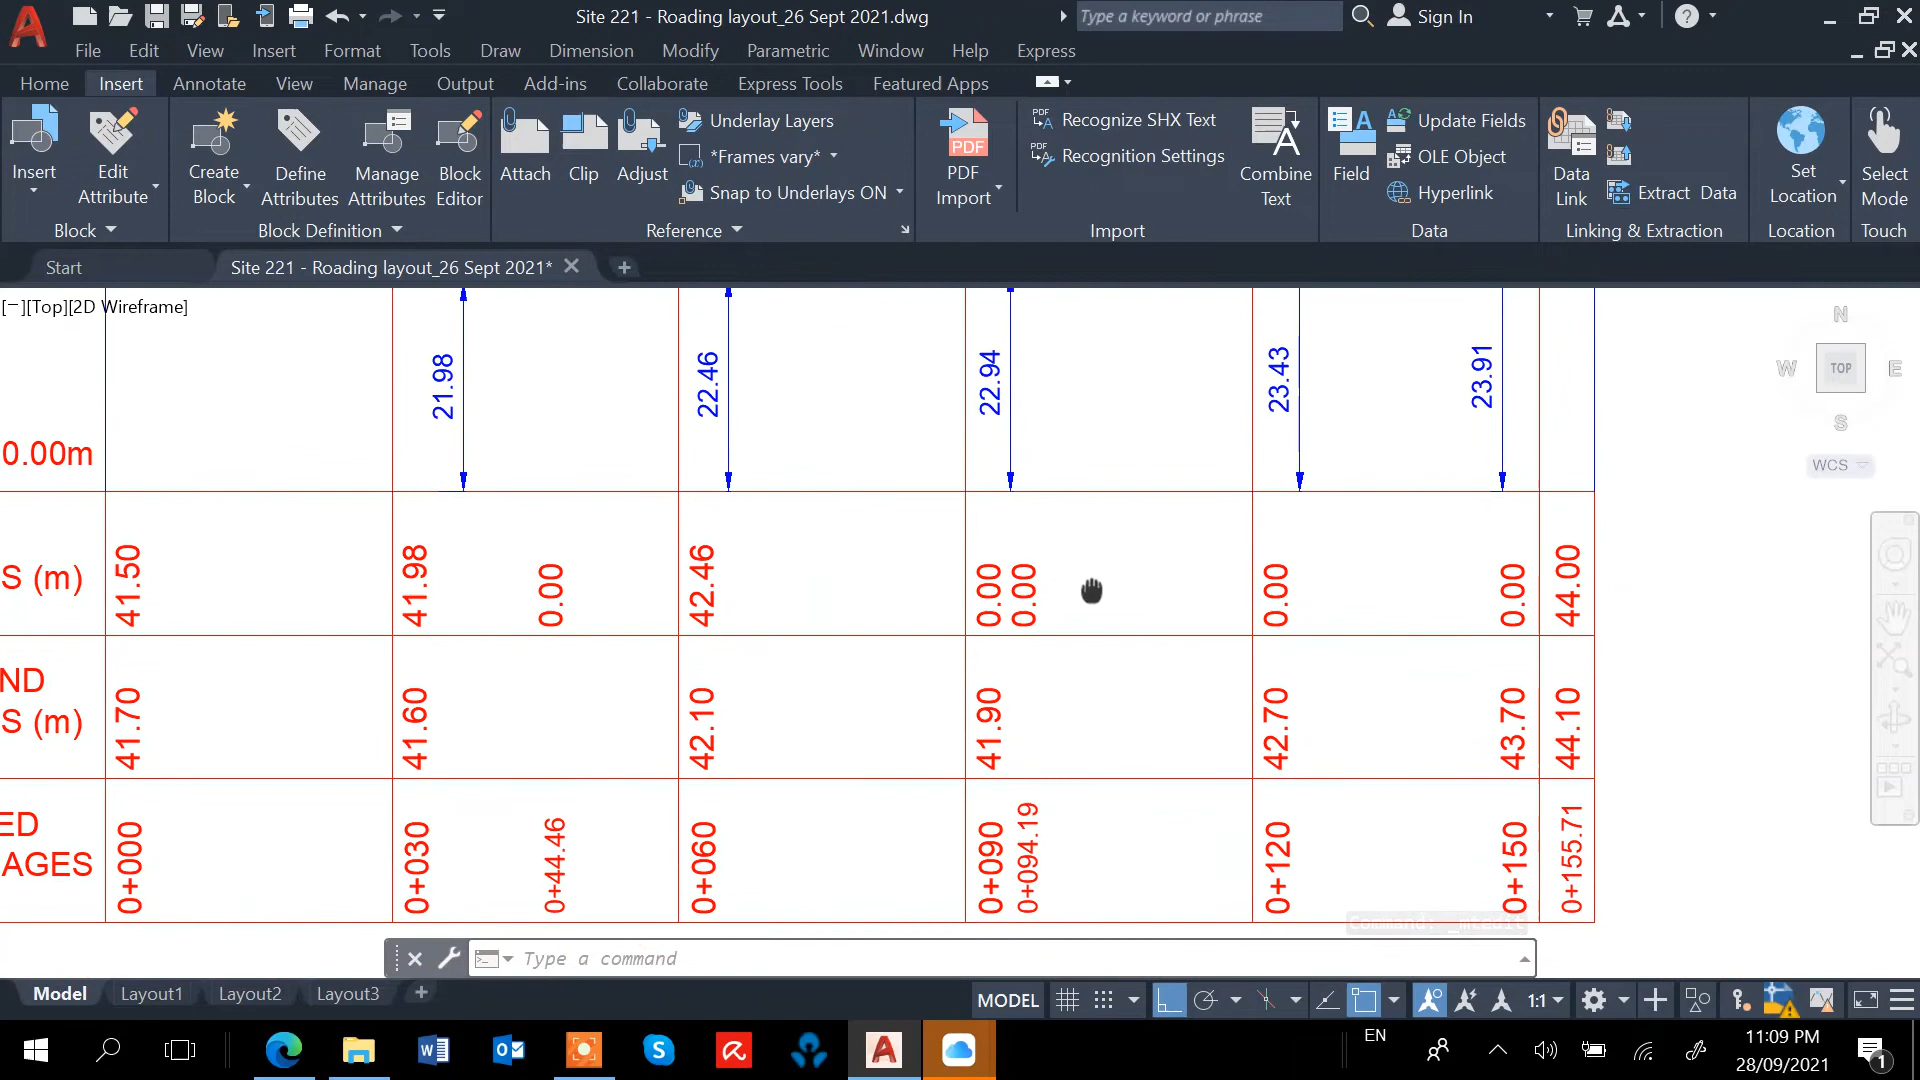 Site 221 - Roading layout_26 Sept 2021.dwg
Type a keyword or phrase
Sign In
File Edit View Insert Format Tools Draw Dimension Modify Parametric Window Help Express
Home Insert Annotate View Manage Output Add-ins Collaborate Express Tools Featured Apps
Insert
Edit Attribute
Block
Create Block
Define Attributes
Manage Attributes
Block Editor
Block Definition
Attach
Clip
Adjust
Underlay Layers
*Frames vary*
Snap to Underlays ON
Reference
PDF
PDF Import
PDF Recognize SHX Text
PDF Recognition Settings
Combine Text
Import
Field
Update Fields
OLE Object
Hyperlink
Data
Data Link
Extract Data
Linking & Extraction
Set Location
Location
Select Mode
Touch
Start
Site 221 - Roading layout_26 Sept 2021*
[−][Top][2D Wireframe]
N
W TOP E
S
WCS
21.98 22.46 22.94 23.43 23.91
0.00m
S (m) 41.50 41.98 0.00 42.46 0.00 0.00 0.00 0.00 44.00
ND
S (m) 41.70 41.60 42.10 41.90 42.70 43.70 44.10
ED
AGES 0+000 0+030 0+44.46 0+060 0+090 0+094.19 0+120 0+150 0+155.71
Command: _mtedit
Type a command
Model Layout1 Layout2 Layout3
MODEL 1:1
EN
11:09 PM
28/09/2021
1